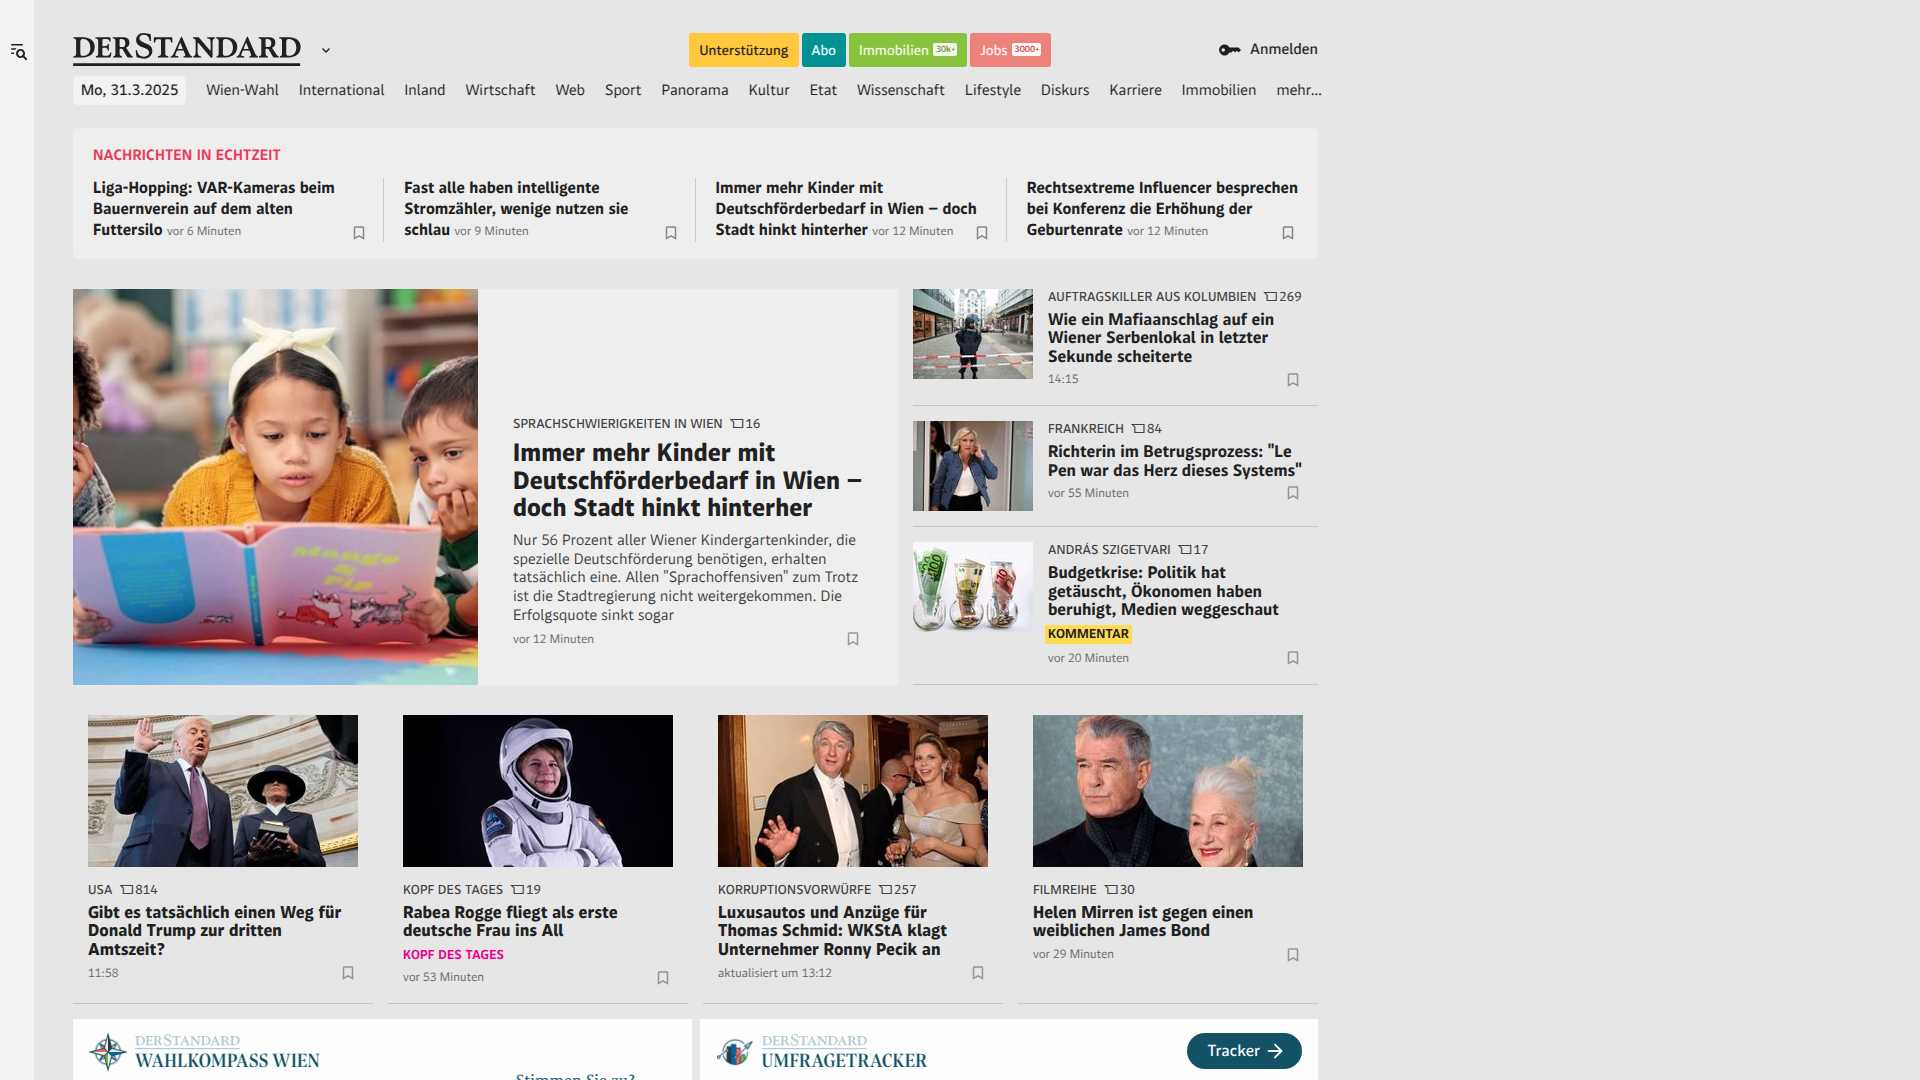 DERSTANDARD
Unterstützung
Abo
Immobilien 30k+
Jobs 3000+
Anmelden
Mo, 31.3.2025
Wien-Wahl
International
Inland
Wirtschaft
Web
Sport
Panorama
Kultur
Etat
Wissenschaft
Lifestyle
Diskurs
Karriere
Immobilien
mehr...
NACHRICHTEN IN ECHTZEIT
Liga-Hopping: VAR-Kameras beim
Bauernverein auf dem alten
Futtersilo vor 6 Minuten
Fast alle haben intelligente
Stromzähler, wenige nutzen sie
schlau vor 9 Minuten
Immer mehr Kinder mit
Deutschförderbedarf in Wien – doch
Stadt hinkt hinterher vor 12 Minuten
Rechtsextreme Influencer besprechen
bei Konferenz die Erhöhung der
Geburtenrate vor 12 Minuten
SPRACHSCHWIERIGKEITEN IN WIEN 16
Immer mehr Kinder mit
Deutschförderbedarf in Wien –
doch Stadt hinkt hinterher
Nur 56 Prozent aller Wiener Kindergartenkinder, die
spezielle Deutschförderung benötigen, erhalten
tatsächlich eine. Allen "Sprachoffensiven" zum Trotz
ist die Stadtregierung nicht weitergekommen. Die
Erfolgsquote sinkt sogar
vor 12 Minuten
AUFTRAGSKILLER AUS KOLUMBIEN 269
Wie ein Mafiaanschlag auf ein
Wiener Serbenlokal in letzter
Sekunde scheiterte
14:15
FRANKREICH 84
Richterin im Betrugsprozess: "Le
Pen war das Herz dieses Systems"
vor 55 Minuten
ANDRÁS SZIGETVARI 17
Budgetkrise: Politik hat
getäuscht, Ökonomen haben
beruhigt, Medien weggeschaut
KOMMENTAR
vor 20 Minuten
USA 814
Gibt es tatsächlich einen Weg für
Donald Trump zur dritten
Amtszeit?
11:58
KOPF DES TAGES 19
Rabea Rogge fliegt als erste
deutsche Frau ins All
KOPF DES TAGES
vor 53 Minuten
KORRUPTIONSVORWÜRFE 257
Luxusautos und Anzüge für
Thomas Schmid: WKStA klagt
Unternehmer Ronny Pecik an
aktualisiert um 13:12
FILMREIHE 30
Helen Mirren ist gegen einen
weiblichen James Bond
vor 29 Minuten
DERSTANDARD
WAHLKOMPASS WIEN
Stimmen Sie zu?
DERSTANDARD
UMFRAGETRACKER
Tracker